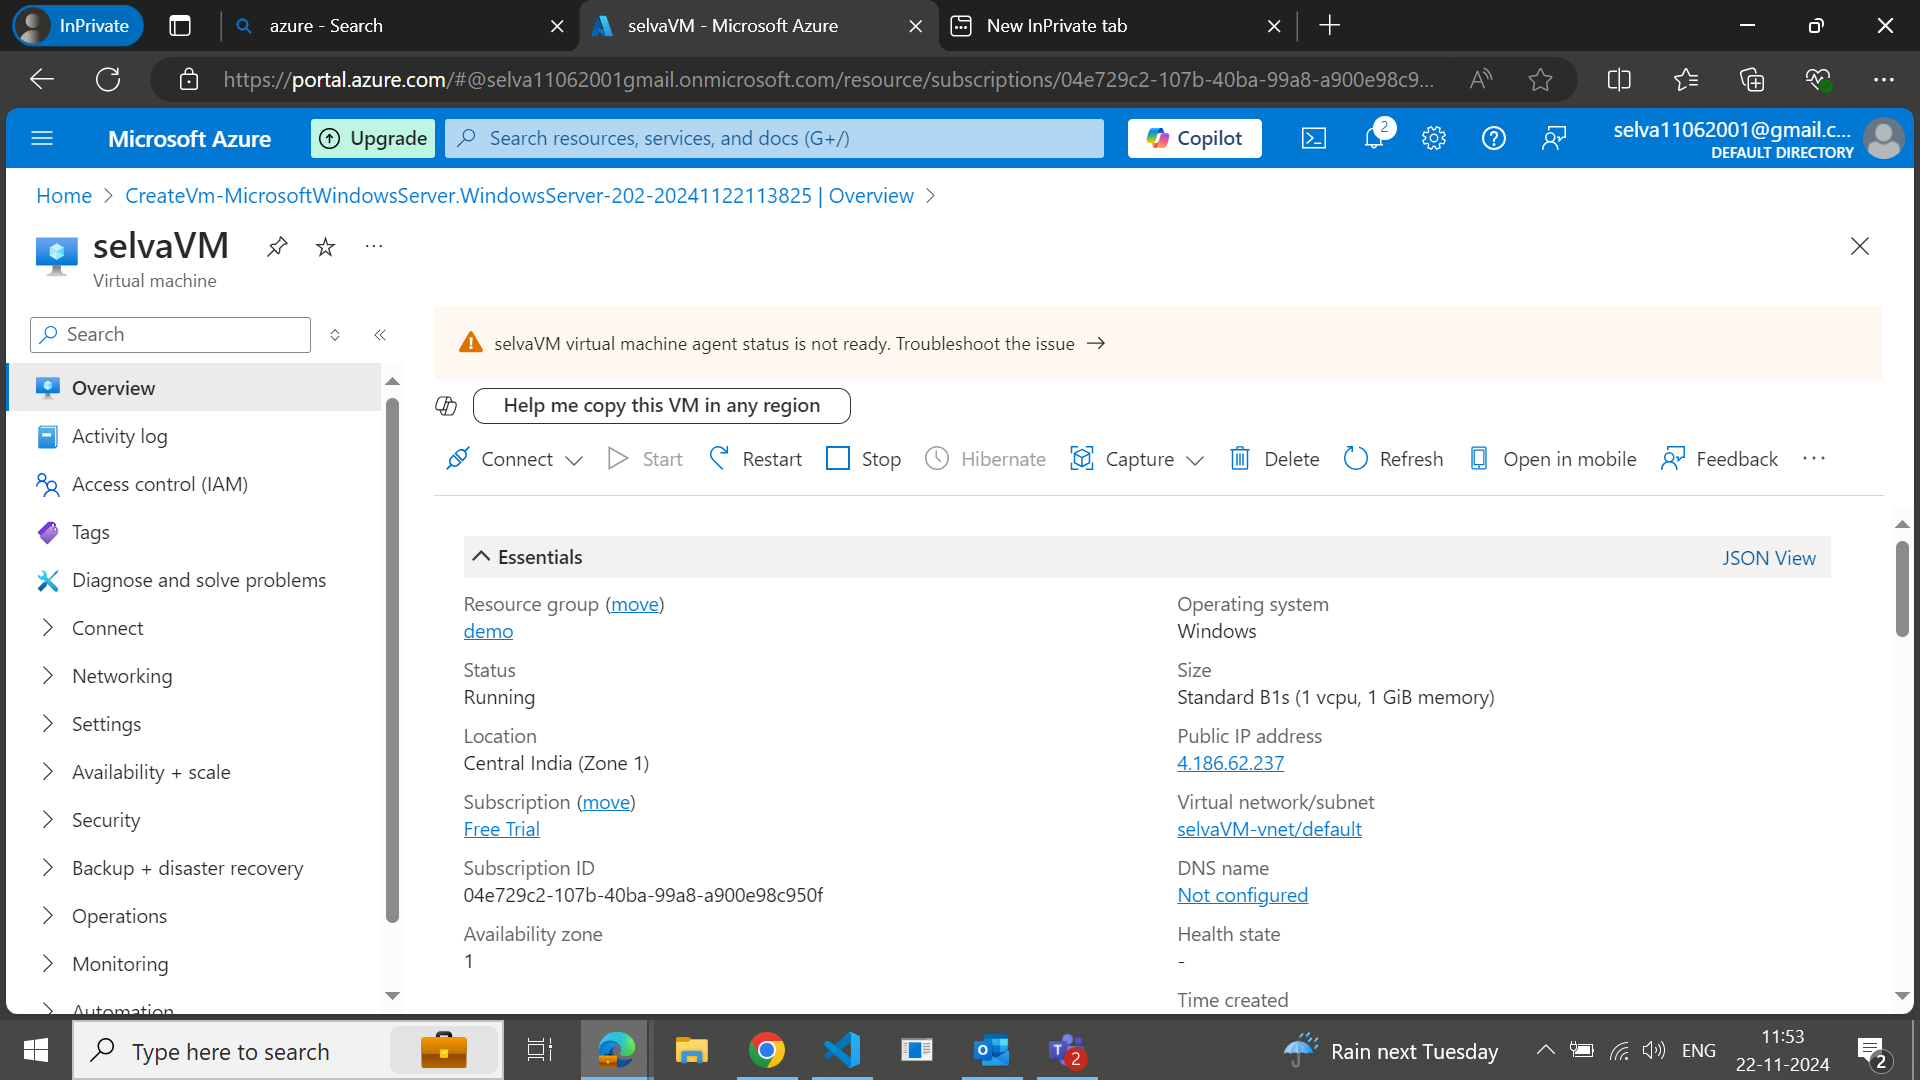 InPrivate
azure - Search
selvaVM - Microsoft Azure
New InPrivate tab
https://portal.azure.com/#@selva11062001gmail.onmicrosoft.com/resource/subscriptions/04e729c2-107b-40ba-99a8-a900e98c9...
Microsoft Azure
Upgrade
Search resources, services, and docs (G+/)
Copilot
2
selva11062001@gmail.c...
DEFAULT DIRECTORY
Home > CreateVm-MicrosoftWindowsServer.WindowsServer-202-20241122113825 | Overview >
selvaVM
Virtual machine
Search
Overview
Activity log
Access control (IAM)
Tags
Diagnose and solve problems
Connect
Networking
Settings
Availability + scale
Security
Backup + disaster recovery
Operations
Monitoring
Automation
selvaVM virtual machine agent status is not ready. Troubleshoot the issue →
Help me copy this VM in any region
Connect
Start
Restart
Stop
Hibernate
Capture
Delete
Refresh
Open in mobile
Feedback
Essentials
JSON View
Resource group (move)
demo
Status
Running
Location
Central India (Zone 1)
Subscription (move)
Free Trial
Subscription ID
04e729c2-107b-40ba-99a8-a900e98c950f
Availability zone
1
Operating system
Windows
Size
Standard B1s (1 vcpu, 1 GiB memory)
Public IP address
4.186.62.237
Virtual network/subnet
selvaVM-vnet/default
DNS name
Not configured
Health state
-
Time created
Type here to search
2
Rain next Tuesday
ENG
11:53
22-11-2024
2